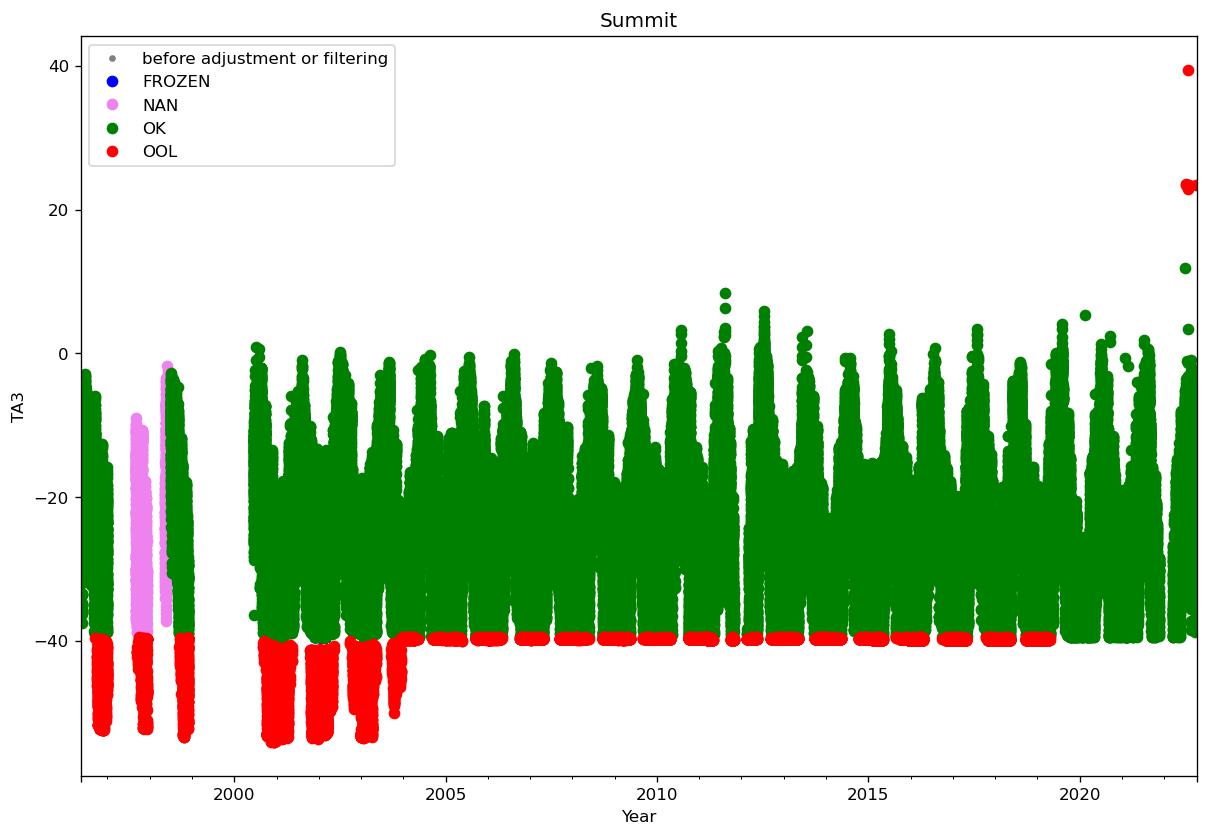 Summit
before adjustment or filtering
FROZEN
NAN
OK
OOL
40
20
0
−20
−40
TA3
2000
2005
2010
2015
2020
Year